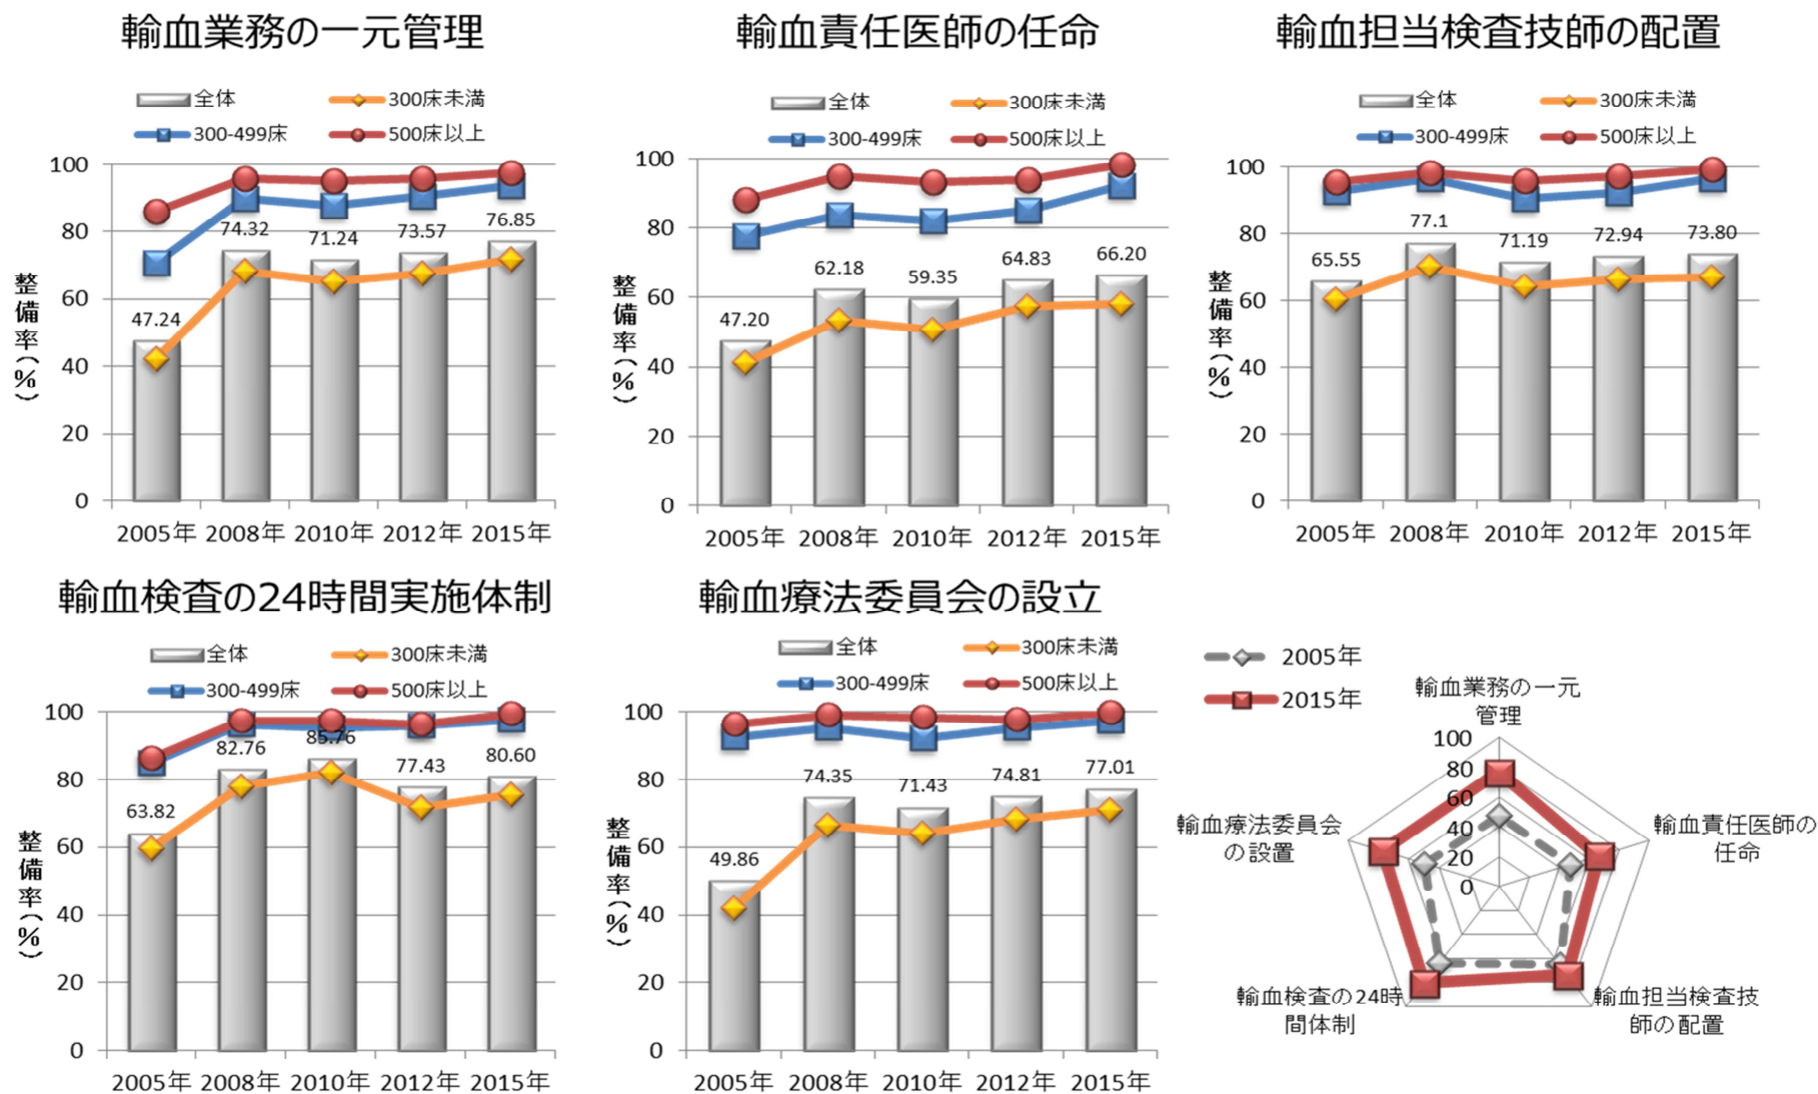 輸血業務の一元管理
全体
300床未満
300-499床
500床以上
整備率(%)
100
80
60
40
20
0
47.24
74.32
71.24
73.57
76.85
2005年 2008年 2010年 2012年 2015年
輸血責任医師の任命
全体
300床未満
300-499床
500床以上
整備率(%)
100
80
60
40
20
0
47.20
62.18
59.35
64.83
66.20
2005年 2008年 2010年 2012年 2015年
輸血担当検査技師の配置
全体
300床未満
300-499床
500床以上
整備率(%)
100
80
60
40
20
0
65.55
77.1
71.19
72.94
73.80
2005年 2008年 2010年 2012年 2015年
輸血検査の24時間実施体制
全体
300床未満
300-499床
500床以上
整備率(%)
100
80
60
40
20
0
63.82
82.76
85.76
77.43
80.60
2005年 2008年 2010年 2012年 2015年
輸血療法委員会の設立
全体
300床未満
300-499床
500床以上
整備率(%)
100
80
60
40
20
0
49.86
74.35
71.43
74.81
77.01
2005年 2008年 2010年 2012年 2015年
2005年
2015年
輸血業務の一元
管理
100
80
60
40
20
0
輸血責任医師の
任命
輸血担当検査技
師の配置
輸血検査の24時
間体制
輸血療法委員会
の設置